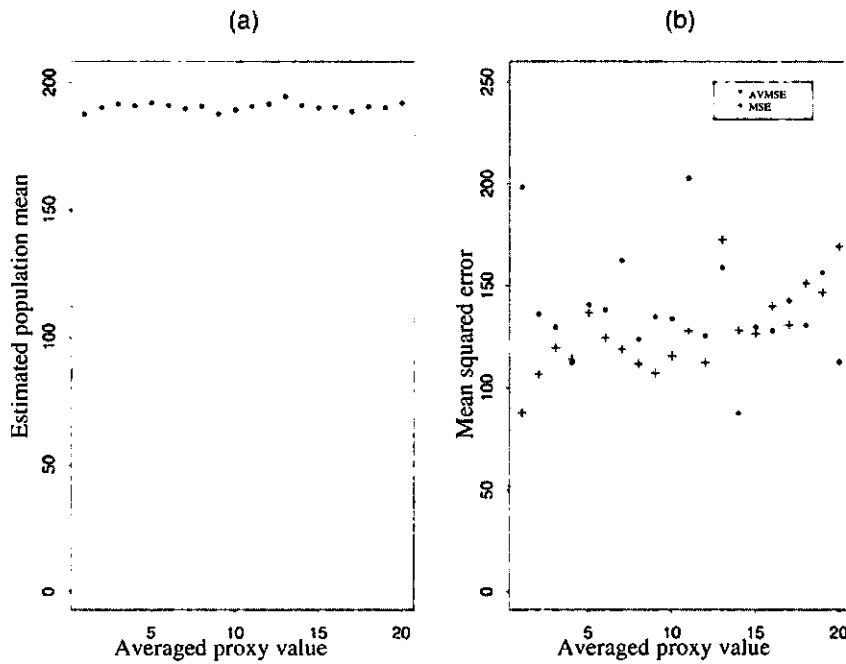 (a)
Estimated population mean
200
150
100
50
0
5 10 15 20
Averaged proxy value
(b)
Mean squared error
250
200
150
100
50
0
AVMSE
MSE
5 10 15 20
Averaged proxy value